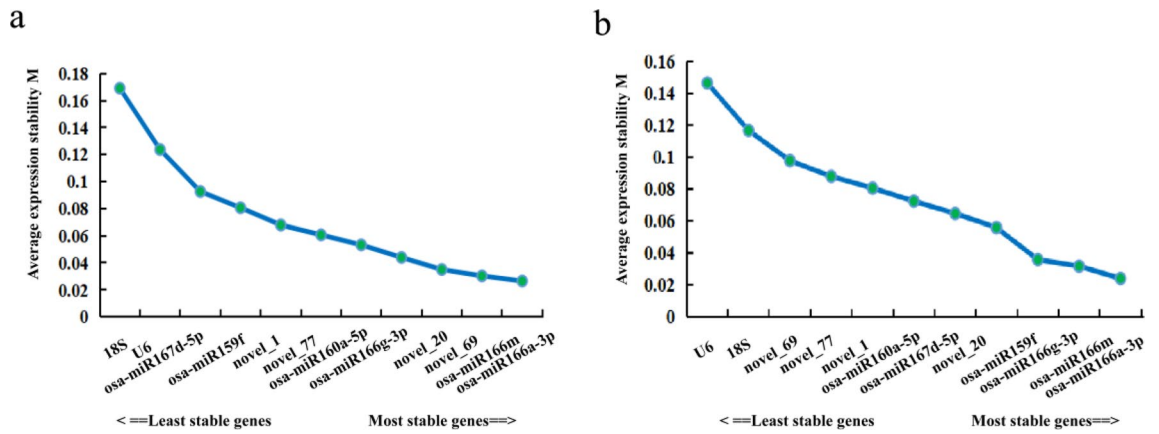 a
Average expression stability M
0.18
0.16
0.14
0.12
0.1
0.08
0.06
0.04
0.02
0
18S
U6
osa-miR167d-5p
osa-miR159f
novel_1
novel_77
osa-miR160a-5p
osa-miR166g-3p
novel_20
novel_69
osa-miR166m
osa-miR166a-3p
< ==Least stable genes
Most stable genes==>
b
Average expression stability M
0.16
0.14
0.12
0.1
0.08
0.06
0.04
0.02
0
U6
18S
novel_69
novel_77
novel_1
osa-miR160a-5p
osa-miR167d-5p
novel_20
osa-miR159f
osa-miR166g-3p
osa-miR166m
osa-miR166a-3p
< ==Least stable genes
Most stable genes==>